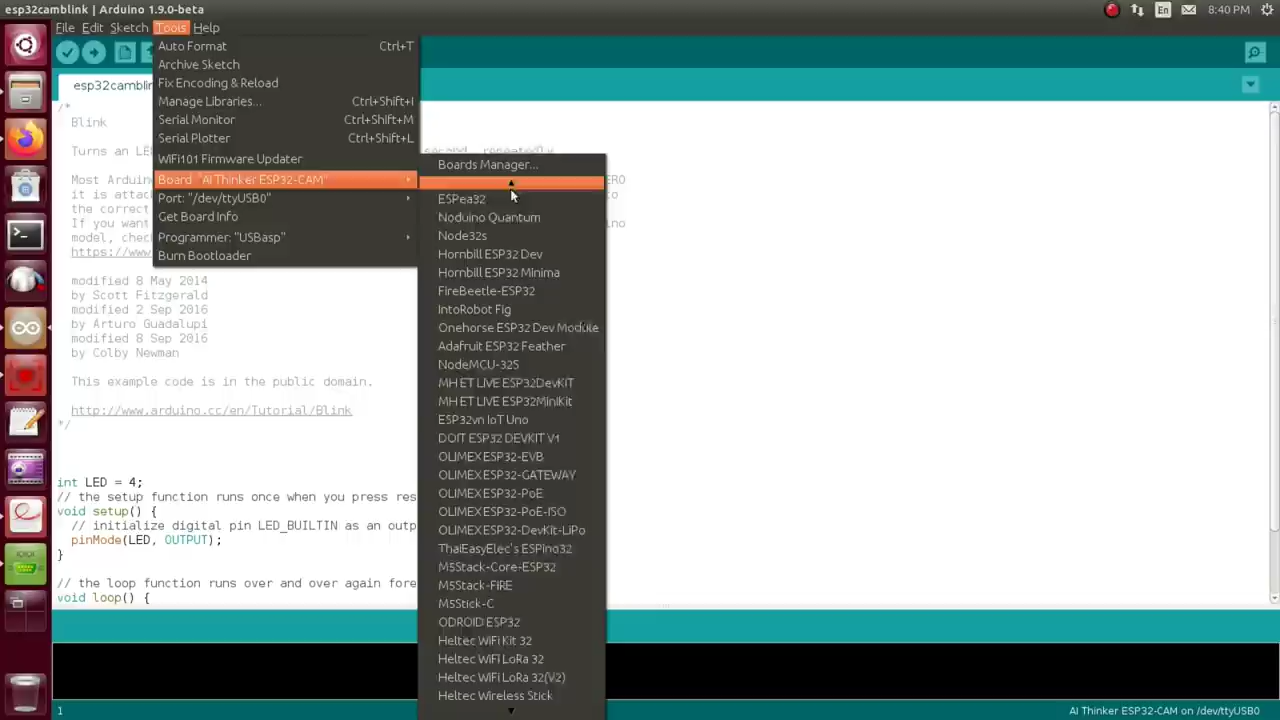 esp32camblink | Arduino 1.9.0-beta
En
8:40 PM
File Edit Sketch Tools Help
Auto Format Ctrl+T
Archive Sketch
Fix Encoding & Reload
Manage Libraries... Ctrl+Shift+I
Serial Monitor Ctrl+Shift+M
Serial Plotter Ctrl+Shift+L
WiFi101 Firmware Updater
Board: "AI Thinker ESP32-CAM"
Port: "/dev/ttyUSB0"
Get Board Info
Programmer: "USBasp"
Burn Bootloader
Boards Manager...
ESPea32
Noduino Quantum
Node32s
Hornbill ESP32 Dev
Hornbill ESP32 Minima
FireBeetle-ESP32
IntoRobot Fig
Onehorse ESP32 Dev Module
Adafruit ESP32 Feather
NodeMCU-32S
MH ET LIVE ESP32DevKIT
MH ET LIVE ESP32MiniKit
ESP32vn IoT Uno
DOIT ESP32 DEVKIT V1
OLIMEX ESP32-EVB
OLIMEX ESP32-GATEWAY
OLIMEX ESP32-PoE
OLIMEX ESP32-PoE-ISO
OLIMEX ESP32-DevKit-LiPo
ThaiEasyElec's ESPino32
M5Stack-Core-ESP32
M5Stack-FIRE
M5Stick-C
ODROID ESP32
Heltec WiFi Kit 32
Heltec WiFi LoRa 32
Heltec WiFi LoRa 32(V2)
Heltec Wireless Stick
esp32camblin
/*
Blink
Turns an LE
Most Arduin
it is attac
the correct
If you want
model, chec
https://www
modified 8 May 2014
by Scott Fitzgerald
modified 2 Sep 2016
by Arturo Guadalupi
modified 8 Sep 2016
by Colby Newman
This example code is in the public domain.
http://www.arduino.cc/en/Tutorial/Blink
*/
int LED = 4;
// the setup function runs once when you press res
void setup() {
// initialize digital pin LED_BUILTIN as an outp
pinMode(LED, OUTPUT);
}
// the loop function runs over and over again fore
void loop() {
1
AI Thinker ESP32-CAM on /dev/ttyUSB0